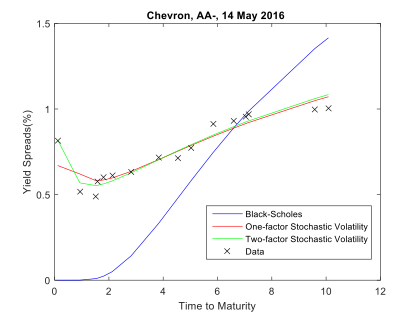 Chevron, AA-, 14 May 2016
1.5
1
0.5
0
Yield Spreads(%)
0 2 4 6 8 10 12
Time to Maturity
Black-Scholes
One-factor Stochastic Volatility
Two-factor Stochastic Volatility
Data